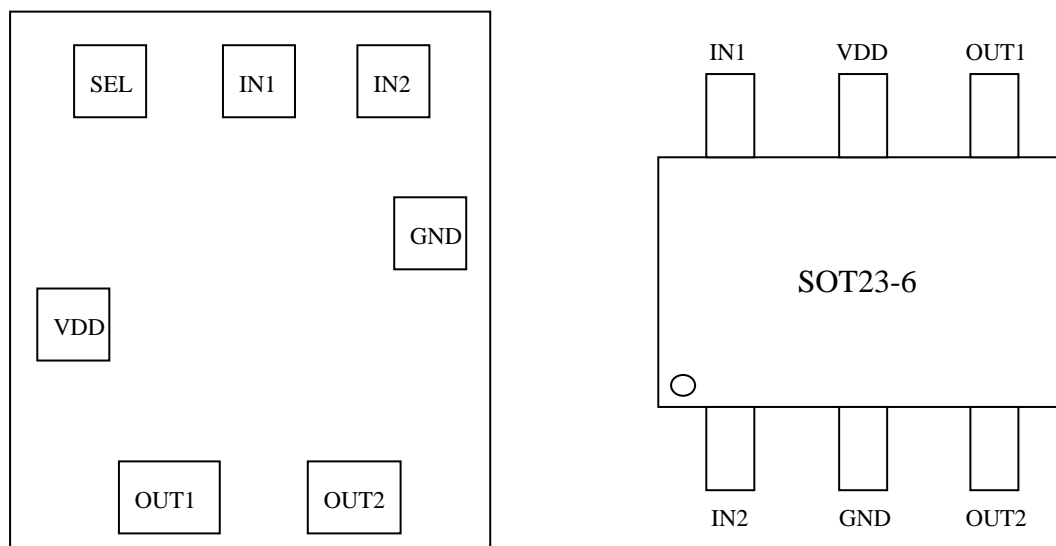 SEL IN1 IN2
GND
VDD
OUT1 OUT2
IN1 VDD OUT1
SOT23-6
IN2 GND OUT2